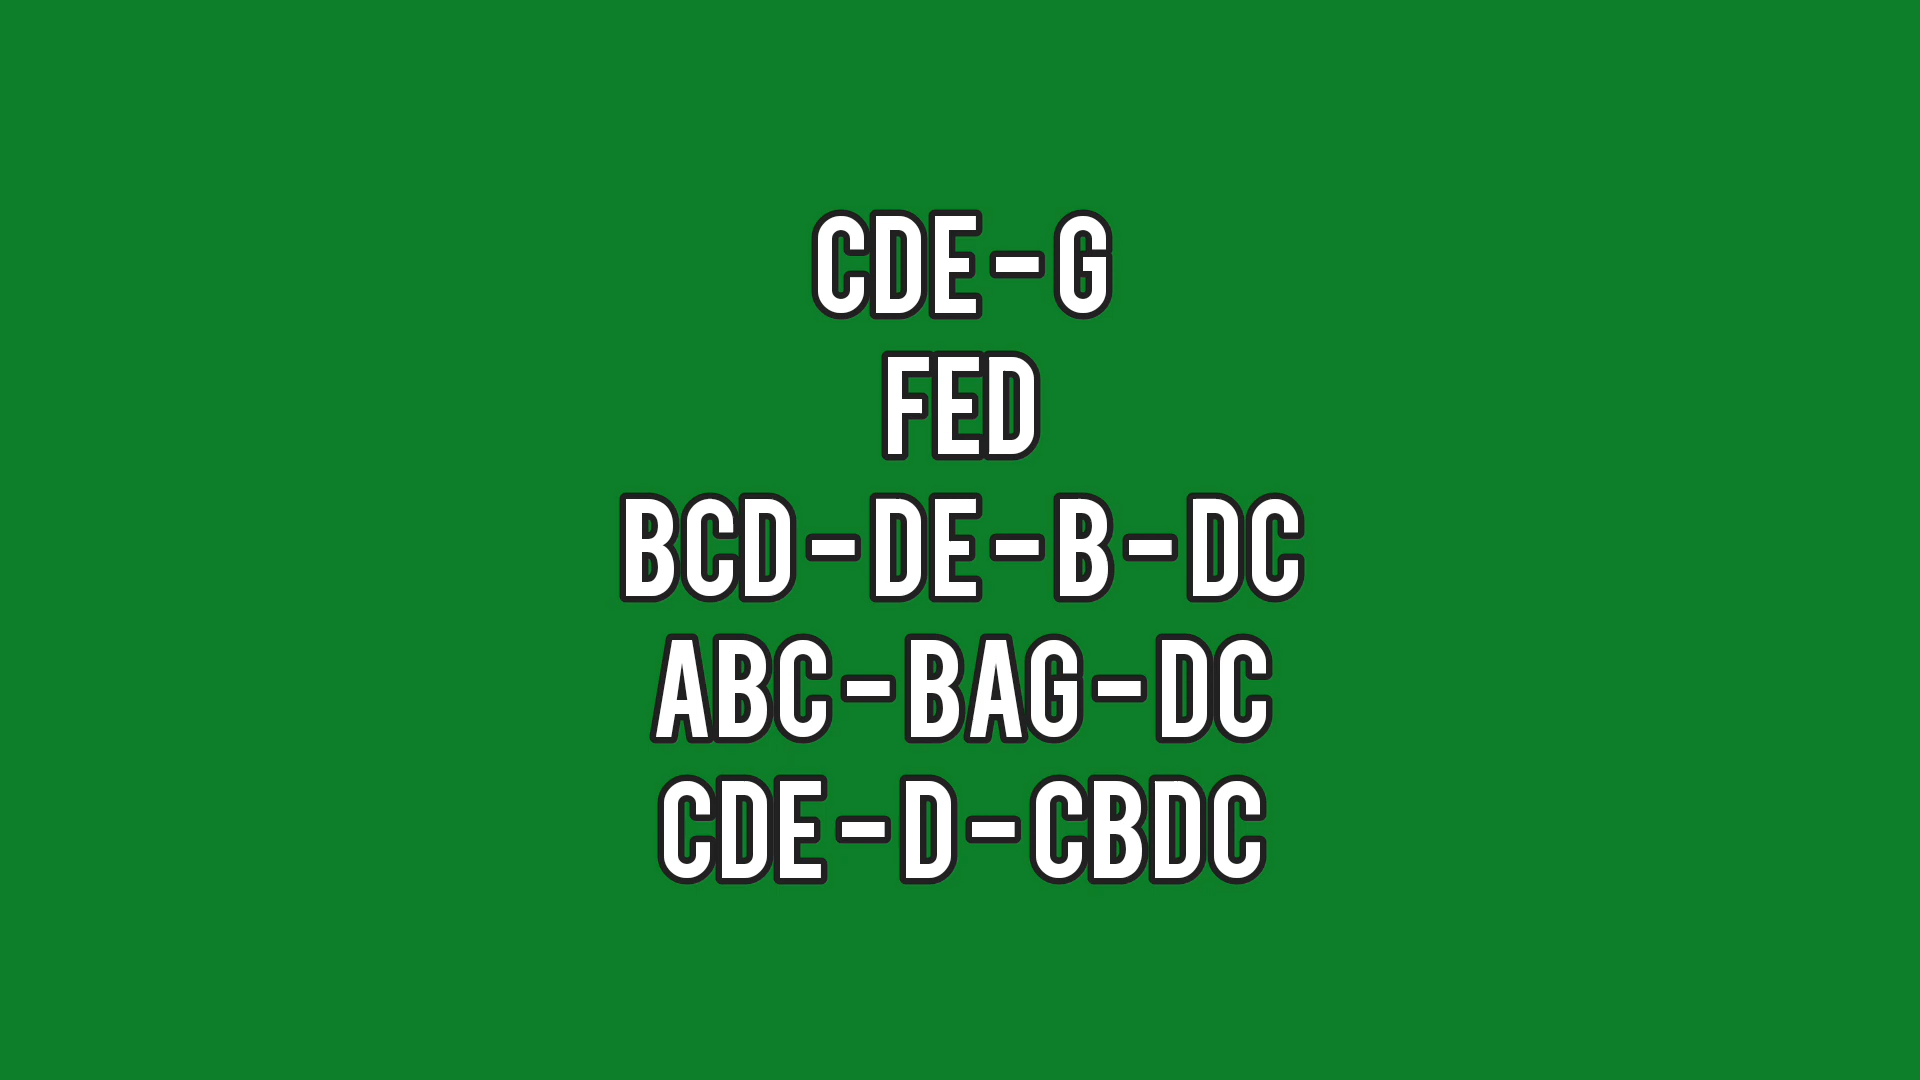 CDE - G
FED
BCD - DE - B - DC
ABC - BAG - DC
CDE - D - CBDC